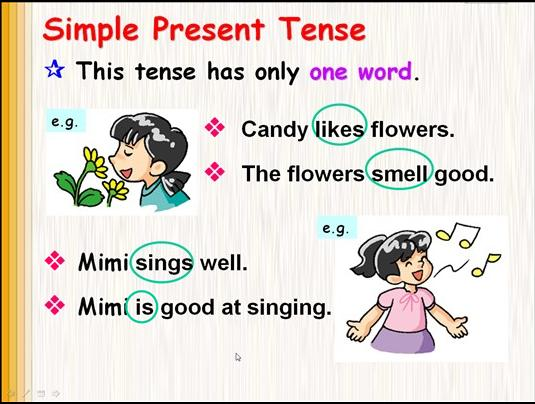 Simple Present Tense
This tense has only one word.
e.g.
Candy likes flowers.
The flowers smell good.
e.g.
Mimi sings well.
Mimi is good at singing.